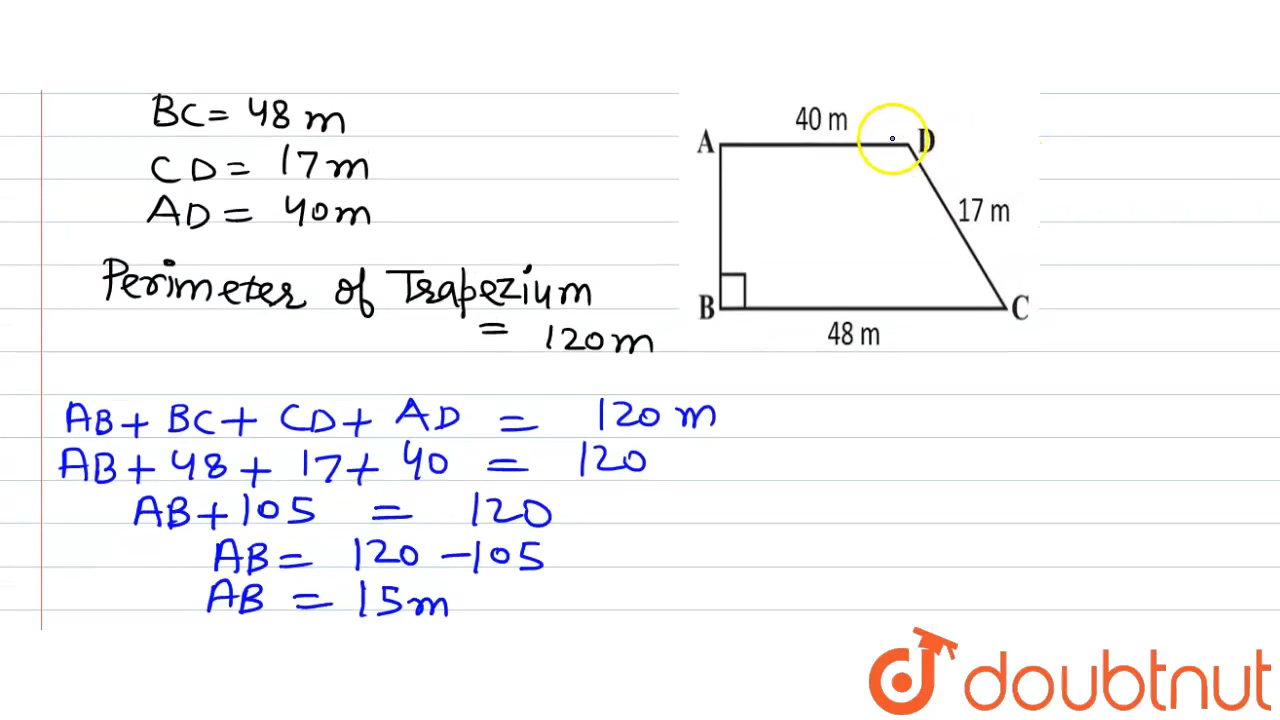 BC = 48 m
CD = 17 m
AD = 40 m
Perimeter of Trapezium
= 120 m
AB + BC + CD + AD = 120 m
AB + 48 + 17 + 40 = 120
AB + 105 = 120
AB = 120 - 105
AB = 15 m
40 m
A
D
17 m
B
C
48 m
doubtnut